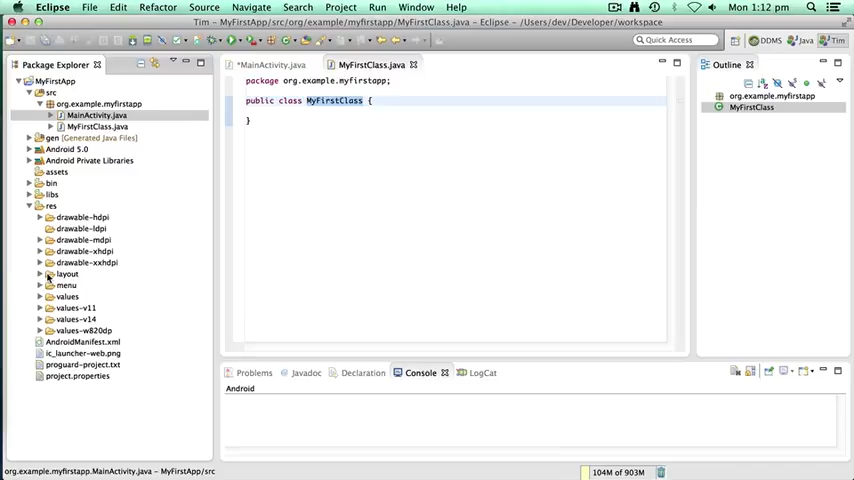 Eclipse File Edit Refactor Source Navigate Search Project Run Window Help Mon 1:12 pm
Tim – MyFirstApp/src/org/example/myfirstapp/MyFirstClass.java – Eclipse – /Users/dev/Developer/workspace
Quick Access DDMS Java Tim
Package Explorer
MyFirstApp
src
org.example.myfirstapp
MainActivity.java
MyFirstClass.java
gen [Generated Java Files]
Android 5.0
Android Private Libraries
assets
bin
libs
res
drawable-hdpi
drawable-ldpi
drawable-mdpi
drawable-xhdpi
drawable-xxhdpi
layout
menu
values
values-v11
values-v14
values-w820dp
AndroidManifest.xml
ic_launcher-web.png
proguard-project.txt
project.properties
*MainActivity.java MyFirstClass.java
package org.example.myfirstapp;
public class MyFirstClass {
}
Outline
org.example.myfirstapp
MyFirstClass
Problems Javadoc Declaration Console LogCat
Android
org.example.myfirstapp.MainActivity.java - MyFirstApp/src
104M of 903M